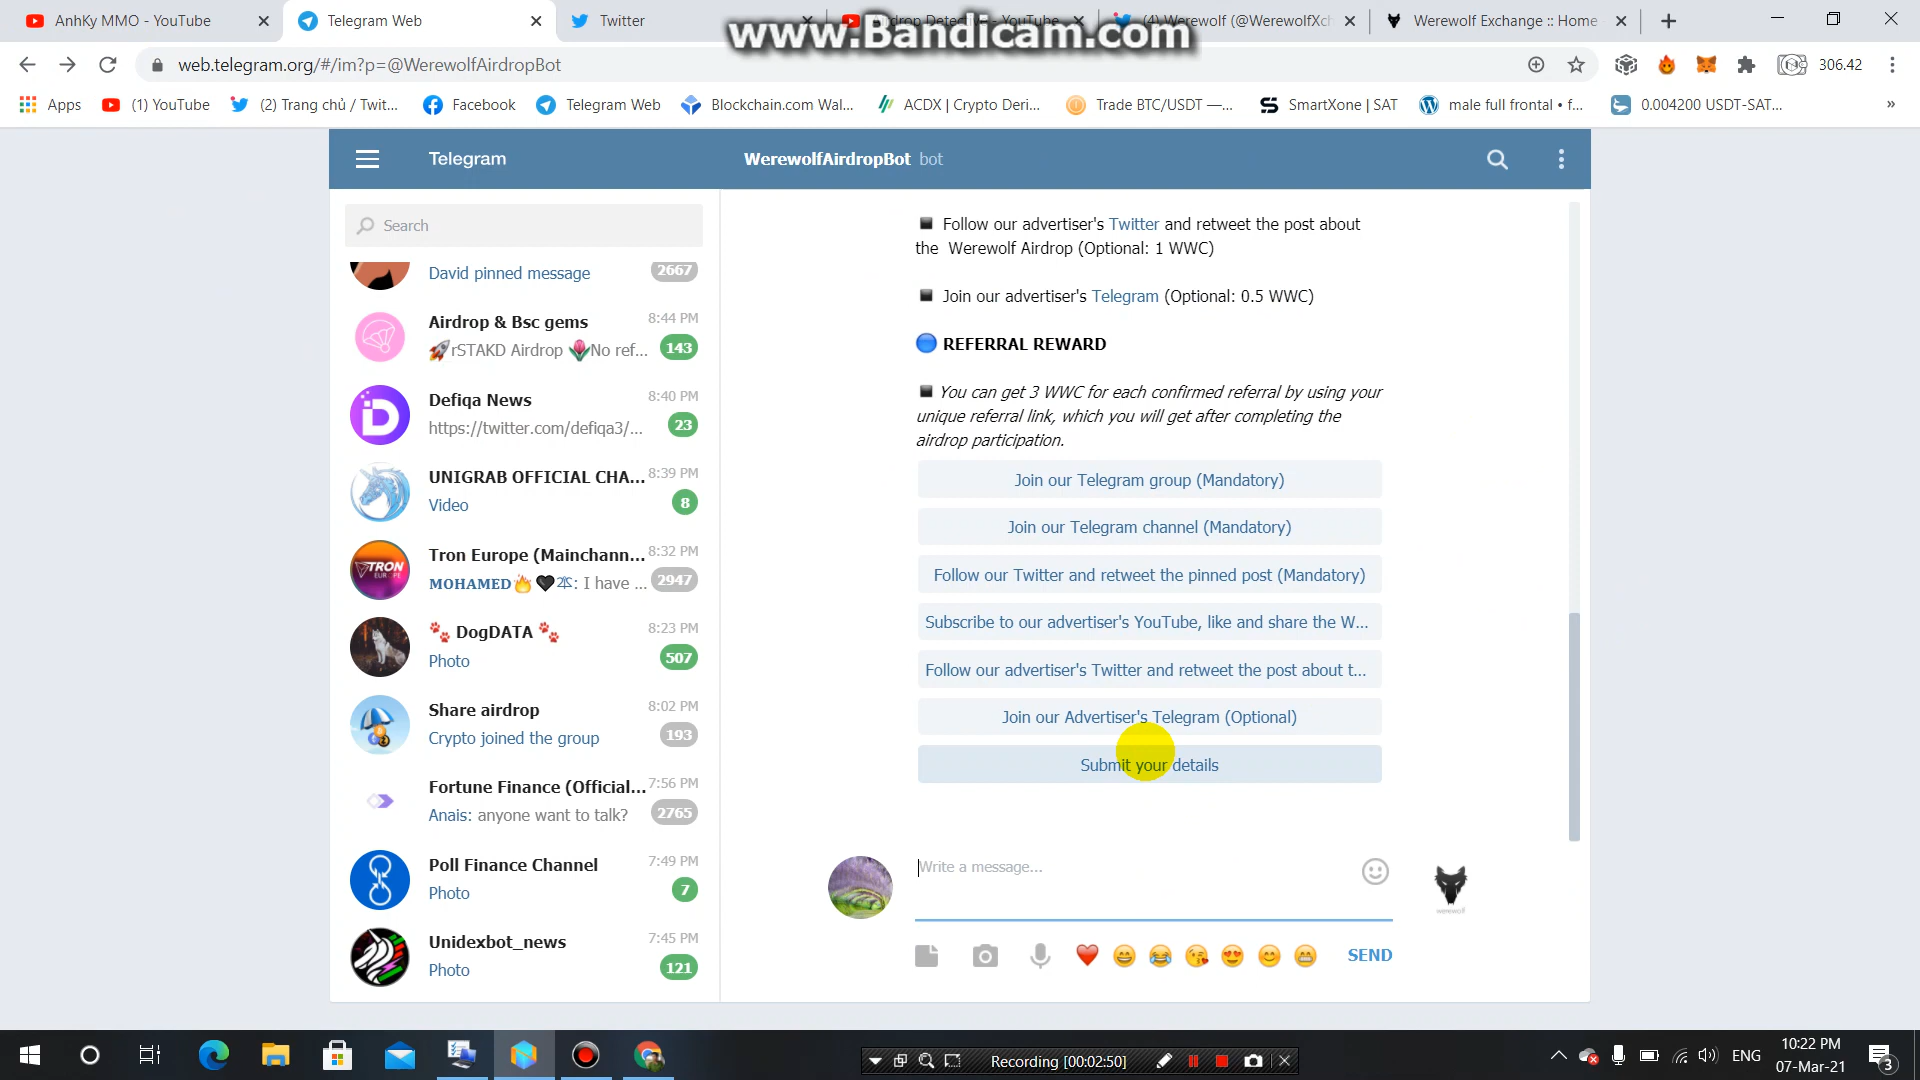 AnhKy MMO - YouTube
Telegram Web
Twitter
Airdrop Detective - YouTube
(4) Werewolf (@WerewolfXch
Werewolf Exchange :: Home
www.Bandicam.com
web.telegram.org/#/im?p=@WerewolfAirdropBot
306.42
Apps
(1) YouTube
(2) Trang chủ / Twit...
Facebook
Telegram Web
Blockchain.com Wal...
ACDX | Crypto Deri...
Trade BTC/USDT —...
SmartXone | SAT
male full frontal • f...
0.004200 USDT-SAT...
»
Telegram
WerewolfAirdropBot bot
Search
David pinned message
2667
Airdrop & Bsc gems
8:44 PM
🚀rSTAKD Airdrop 🌷No ref...
143
Defiqa News
8:40 PM
https://twitter.com/defiqa3/...
23
UNIGRAB OFFICIAL CHA...
8:39 PM
Video
8
Tron Europe (Mainchann...
8:32 PM
ᴍᴏʜᴀᴍᴇᴅ🔥🖤🏝: I have ...
2947
TRON
🐾 DogDATA 🐾
8:23 PM
Photo
507
Share airdrop
8:02 PM
Crypto joined the group
193
Fortune Finance (Official...
7:56 PM
Anais: anyone want to talk?
2765
Poll Finance Channel
7:49 PM
Photo
7
Unidexbot_news
7:45 PM
Photo
121
◾ Follow our advertiser's Twitter and retweet the post about
the Werewolf Airdrop (Optional: 1 WWC)
◾ Join our advertiser's Telegram (Optional: 0.5 WWC)
🔵 REFERRAL REWARD
◾ You can get 3 WWC for each confirmed referral by using your
unique referral link, which you will get after completing the
airdrop participation.
Join our Telegram group (Mandatory)
Join our Telegram channel (Mandatory)
Follow our Twitter and retweet the pinned post (Mandatory)
Subscribe to our advertiser's YouTube, like and share the W...
Follow our advertiser's Twitter and retweet the post about t...
Join our Advertiser's Telegram (Optional)
Submit your details
Write a message...
werewolf
SEND
Recording [00:02:50]
ENG
10:22 PM
07-Mar-21
3